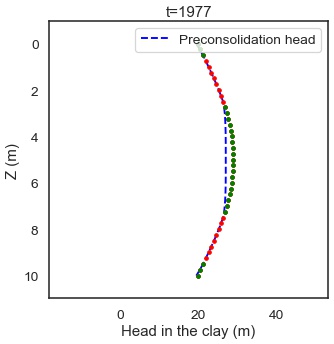 t=1977
Preconsolidation head
0
2
4
6
8
10
Z (m)
0
20
40
Head in the clay (m)